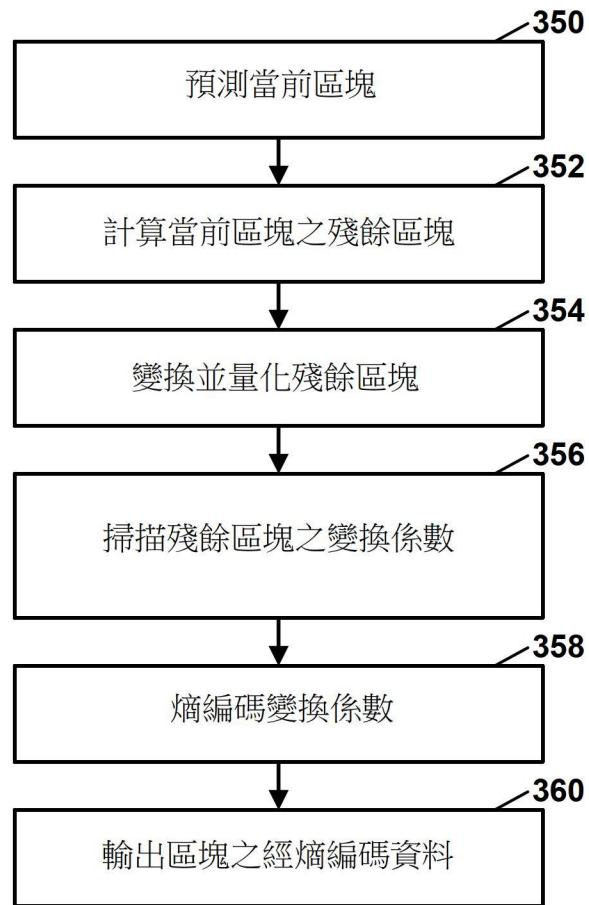 350
預測當前區塊
352
計算當前區塊之殘餘區塊
354
變換並量化殘餘區塊
356
掃描殘餘區塊之變換係數
358
熵編碼變換係數
360
輸出區塊之經熵編碼資料